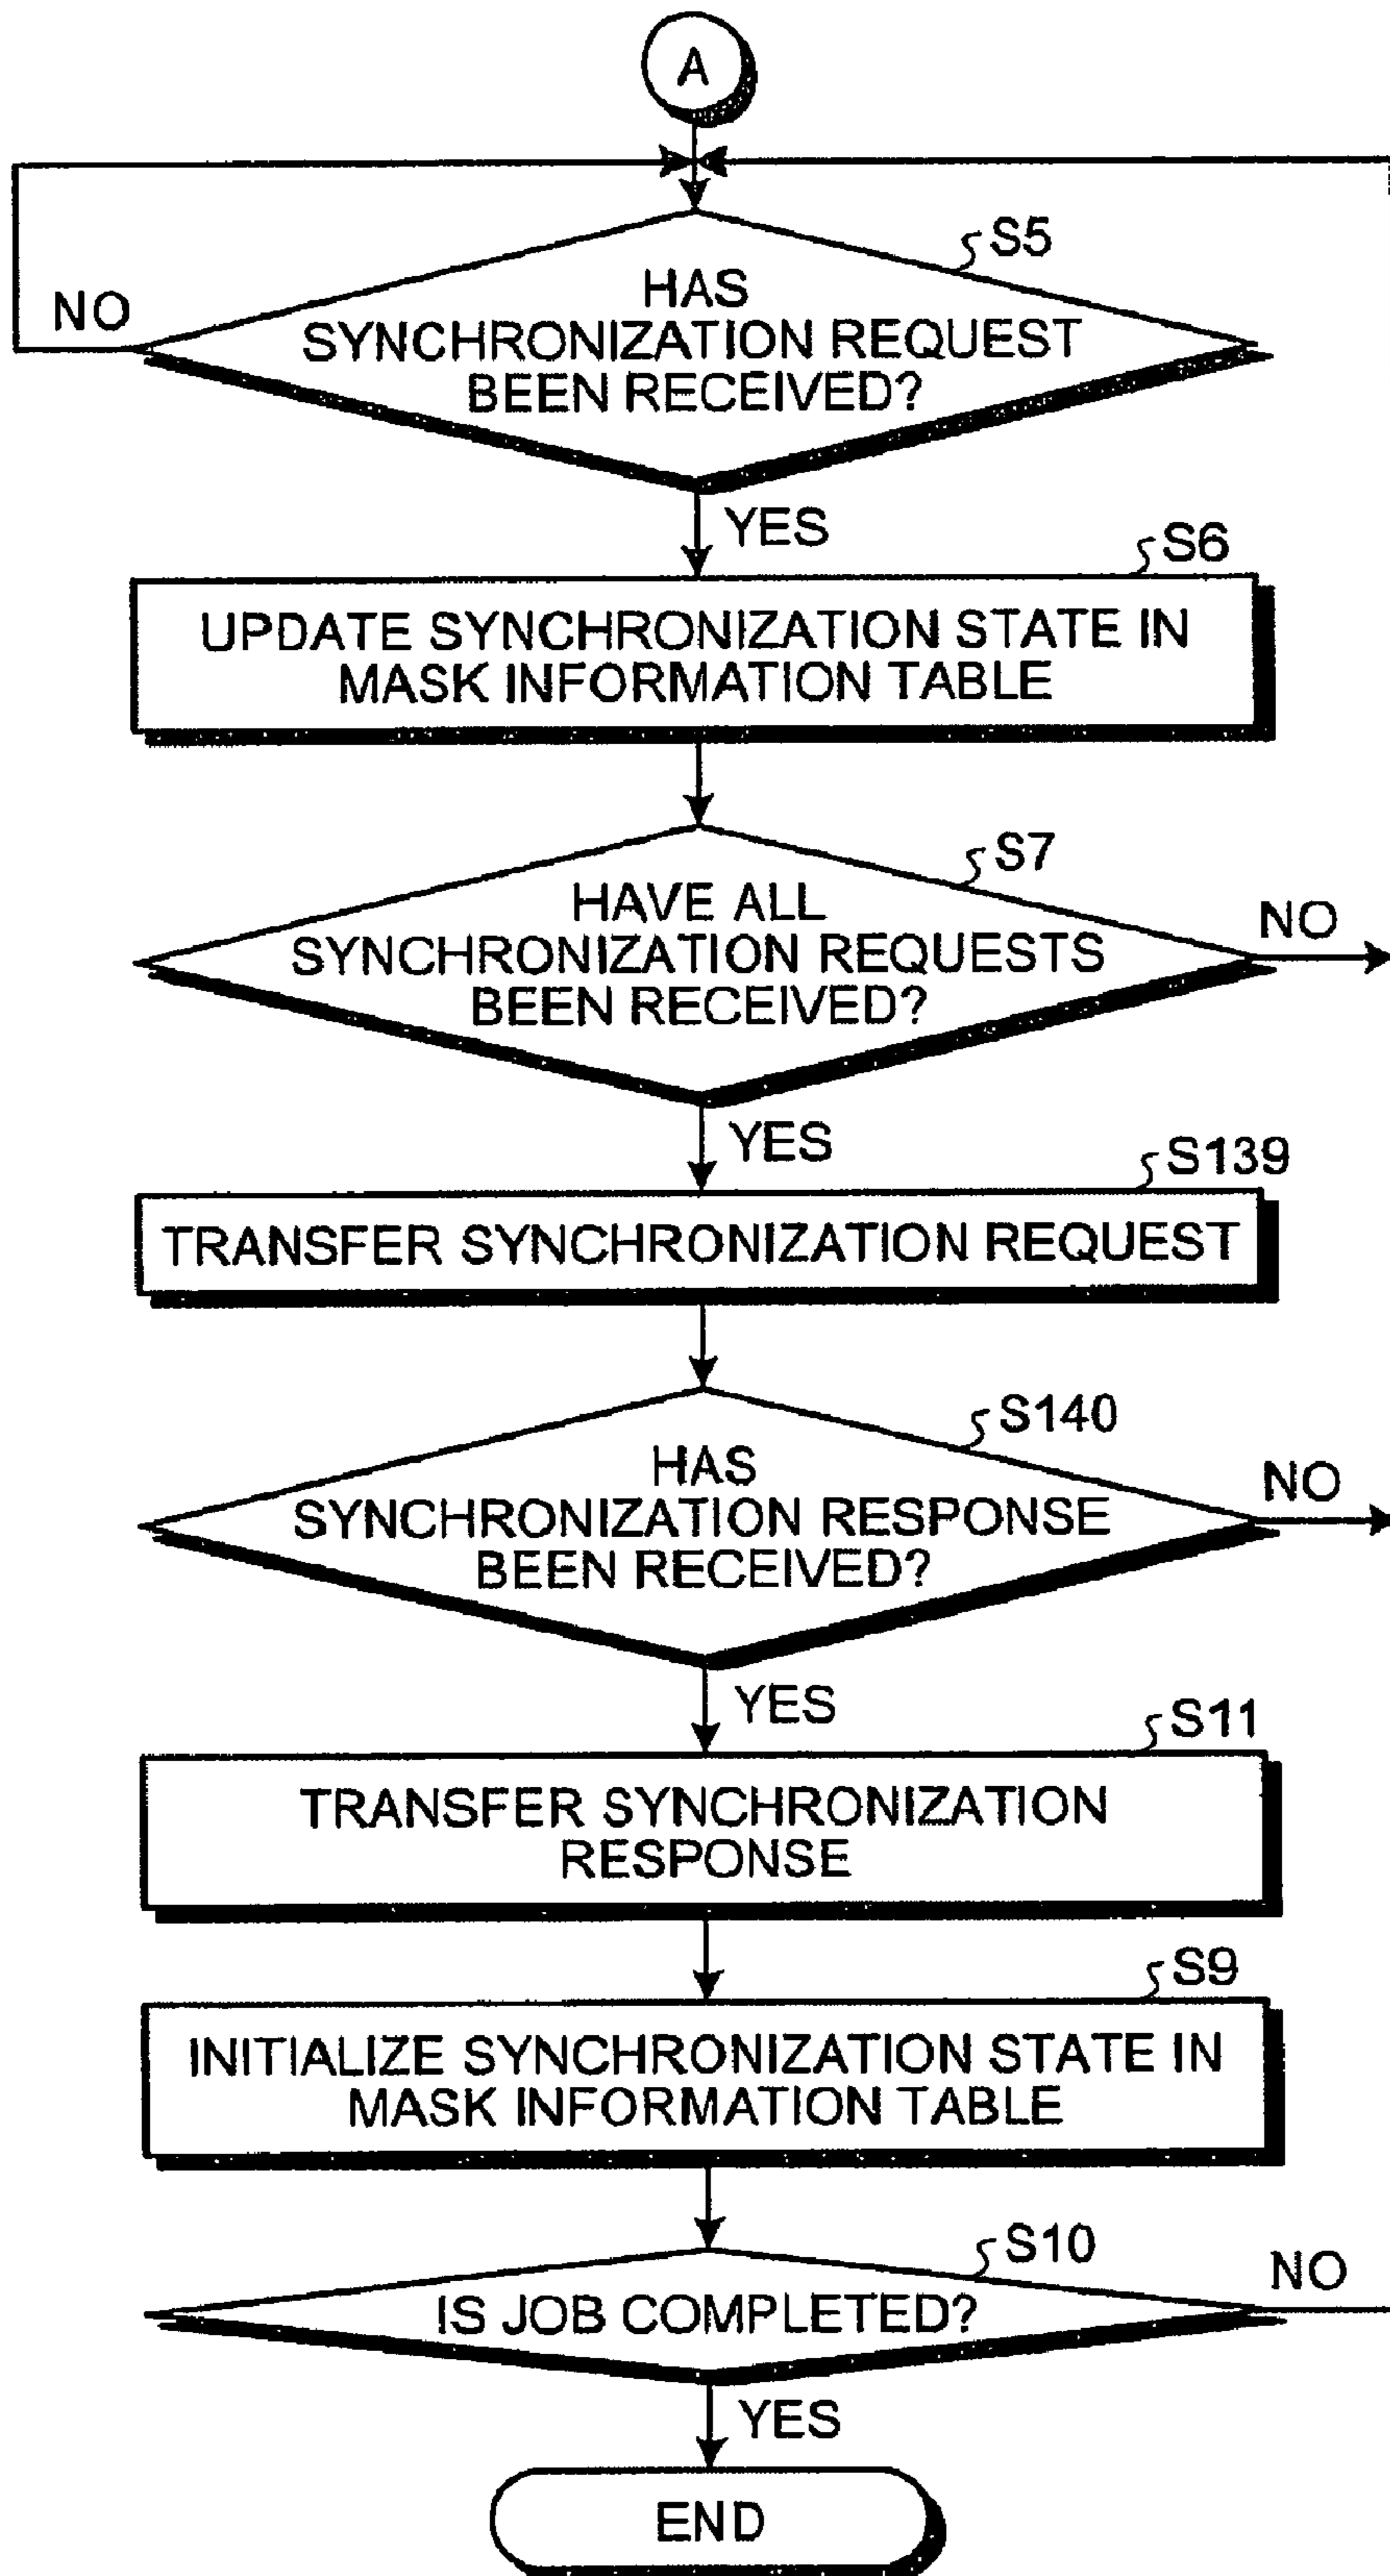 A
S5
HAS
SYNCHRONIZATION REQUEST
BEEN RECEIVED?
NO
YES
S6
UPDATE SYNCHRONIZATION STATE IN
MASK INFORMATION TABLE
S7
HAVE ALL
SYNCHRONIZATION REQUESTS
BEEN RECEIVED?
NO
YES
S139
TRANSFER SYNCHRONIZATION REQUEST
S140
HAS
SYNCHRONIZATION RESPONSE
BEEN RECEIVED?
NO
YES
S11
TRANSFER SYNCHRONIZATION
RESPONSE
S9
INITIALIZE SYNCHRONIZATION STATE IN
MASK INFORMATION TABLE
S10
IS JOB COMPLETED?
NO
YES
END